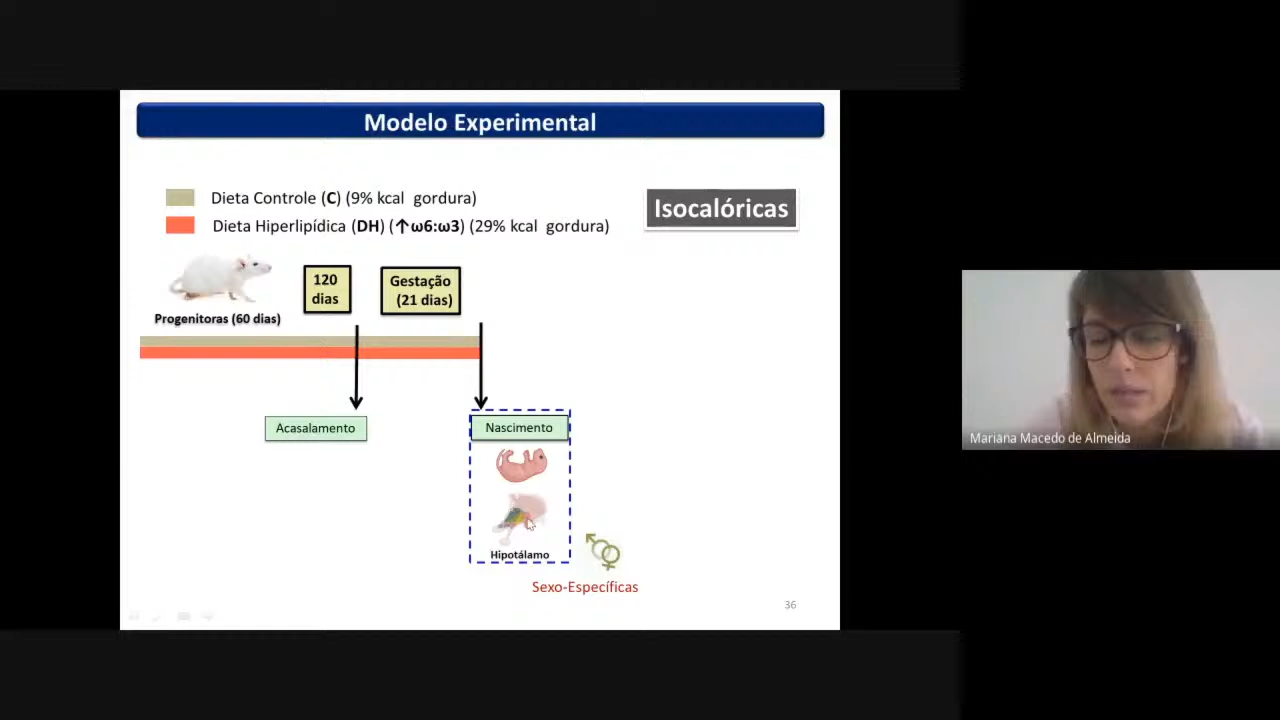 Modelo Experimental
Dieta Controle (C) (9% kcal gordura)
Dieta Hiperlipídica (DH) (↑ω6:ω3) (29% kcal gordura)
Isocalóricas
120
dias
Gestação
(21 dias)
Progenitoras (60 dias)
Acasalamento
Nascimento
Hipotálamo
Sexo-Específicas
36
Mariana Macedo de Almeida